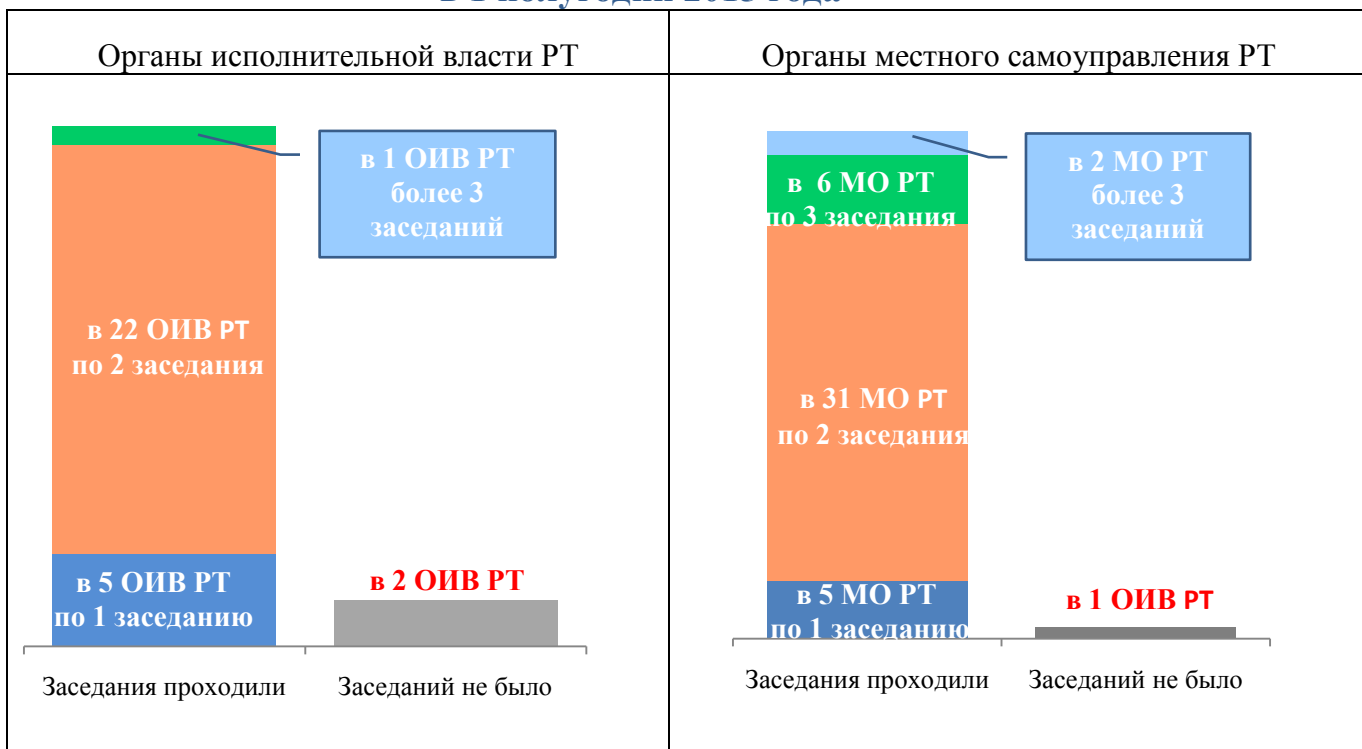 Органы исполнительной власти РТ
Органы местного самоуправления РТ
в 1 ОИВ РТ
более 3
заседаний
в 22 ОИВ РТ
по 2 заседания
в 5 ОИВ РТ
по 1 заседанию
в 2 ОИВ РТ
Заседания проходили
Заседаний не было
в 6 МО РТ
по 3 заседания
в 2 МО РТ
более 3
заседаний
в 31 МО РТ
по 2 заседания
в 5 МО РТ
по 1 заседанию
в 1 ОИВ РТ
Заседания проходили
Заседаний не было